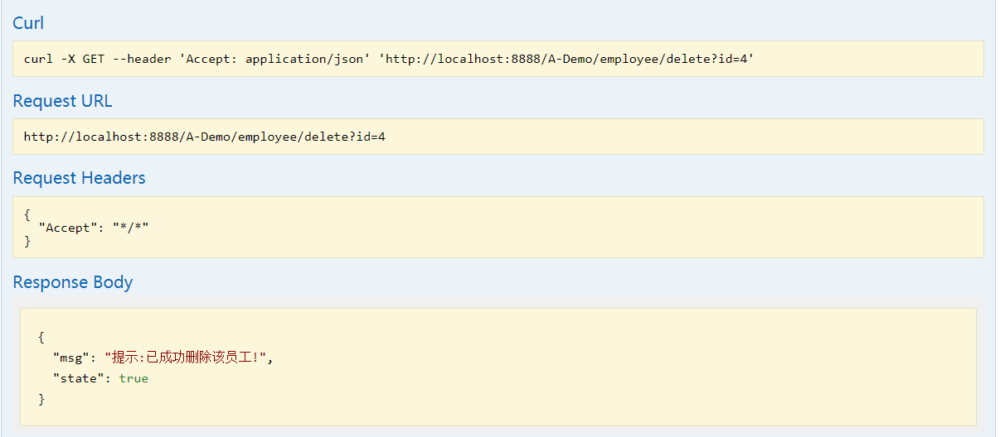 Curl
curl -X GET --header 'Accept: application/json' 'http://localhost:8888/A-Demo/employee/delete?id=4'
Request URL
http://localhost:8888/A-Demo/employee/delete?id=4
Request Headers
{
  "Accept": "*/*"
}
Response Body
{
  "msg": "提示:已成功删除该员工!",
  "state": true
}